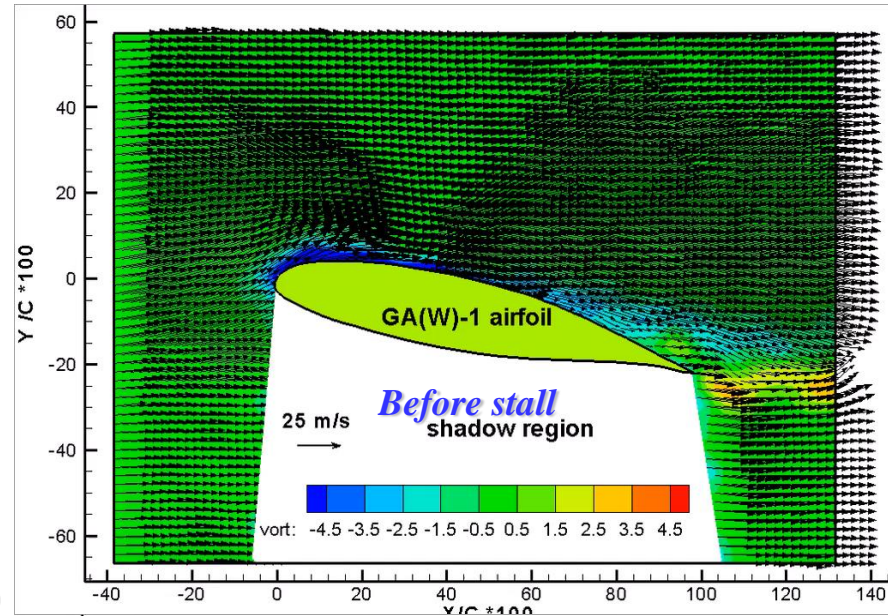 60
40
20
0
-20
-40
-60
Y /C *100
GA(W)-1 airfoil
Before stall
25 m/s
shadow region
vort: -4.5 -3.5 -2.5 -1.5 -0.5 0.5 1.5 2.5 3.5 4.5
-40 -20 0 20 40 60 80 100 120 140
X/C *100